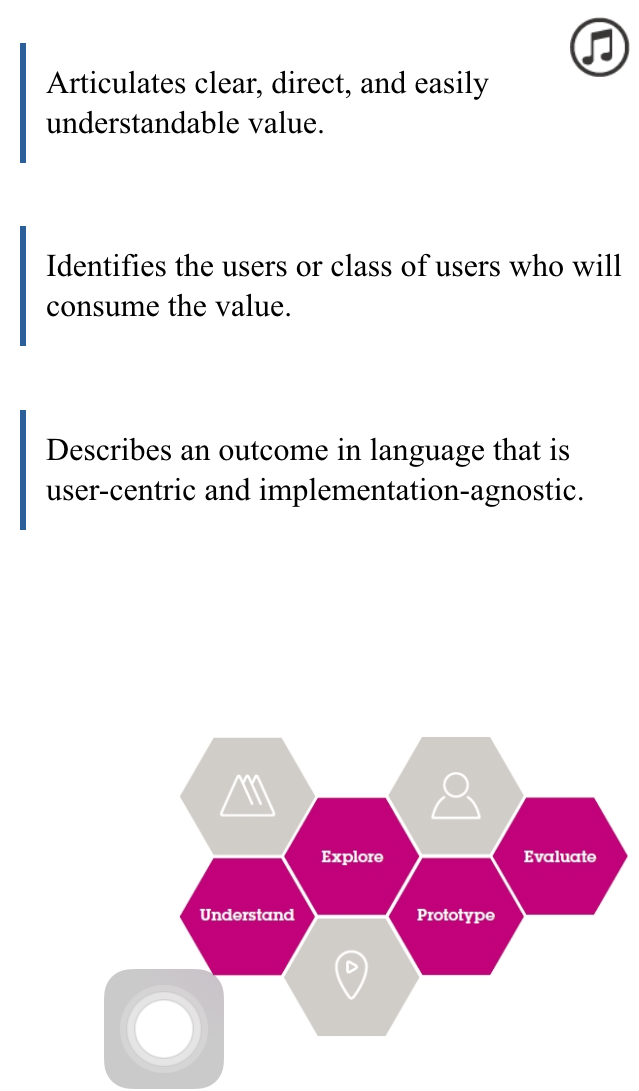 Articulates clear, direct, and easily
understandable value.
Identifies the users or class of users who will
consume the value.
Describes an outcome in language that is
user-centric and implementation-agnostic.
Explore
Evaluate
Understand
Prototype